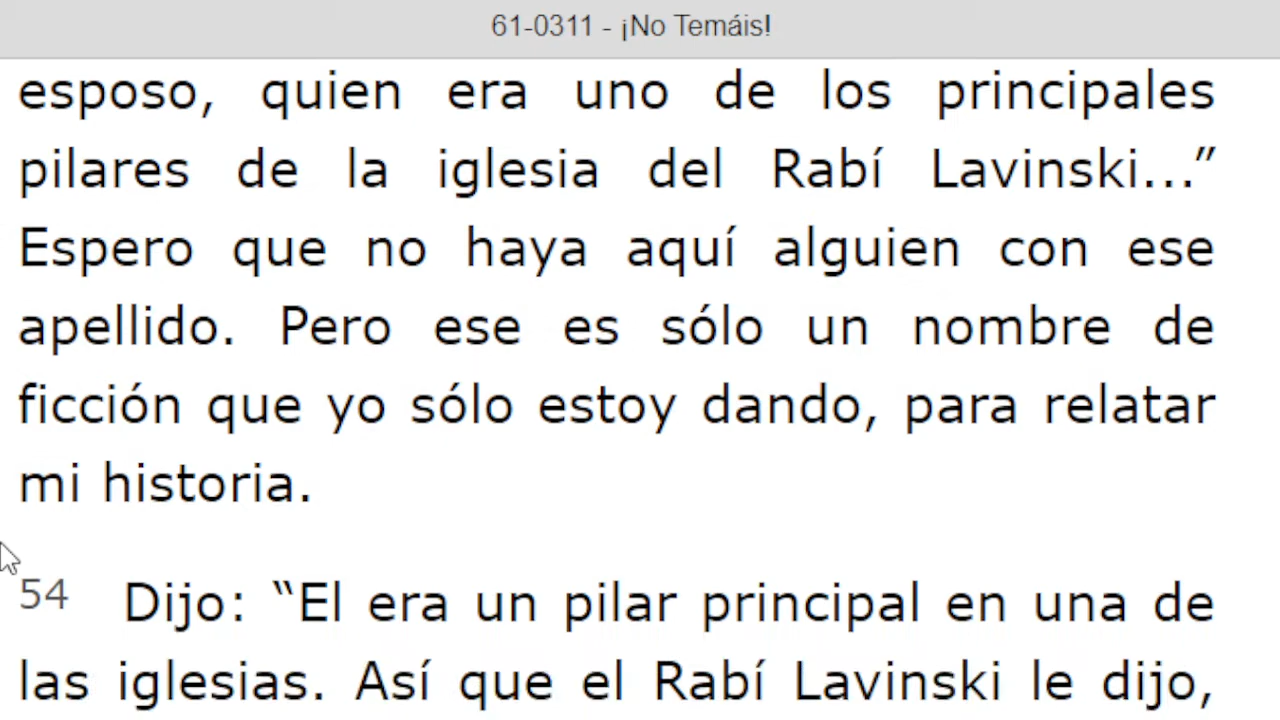 61-0311 - ¡No Temáis!
esposo, quien era uno de los principales
pilares de la iglesia del Rabí Lavinski...”
Espero que no haya aquí alguien con ese
apellido. Pero ese es sólo un nombre de
ficción que yo sólo estoy dando, para relatar
mi historia.
54 Dijo: “El era un pilar principal en una de
las iglesias. Así que el Rabí Lavinski le dijo,